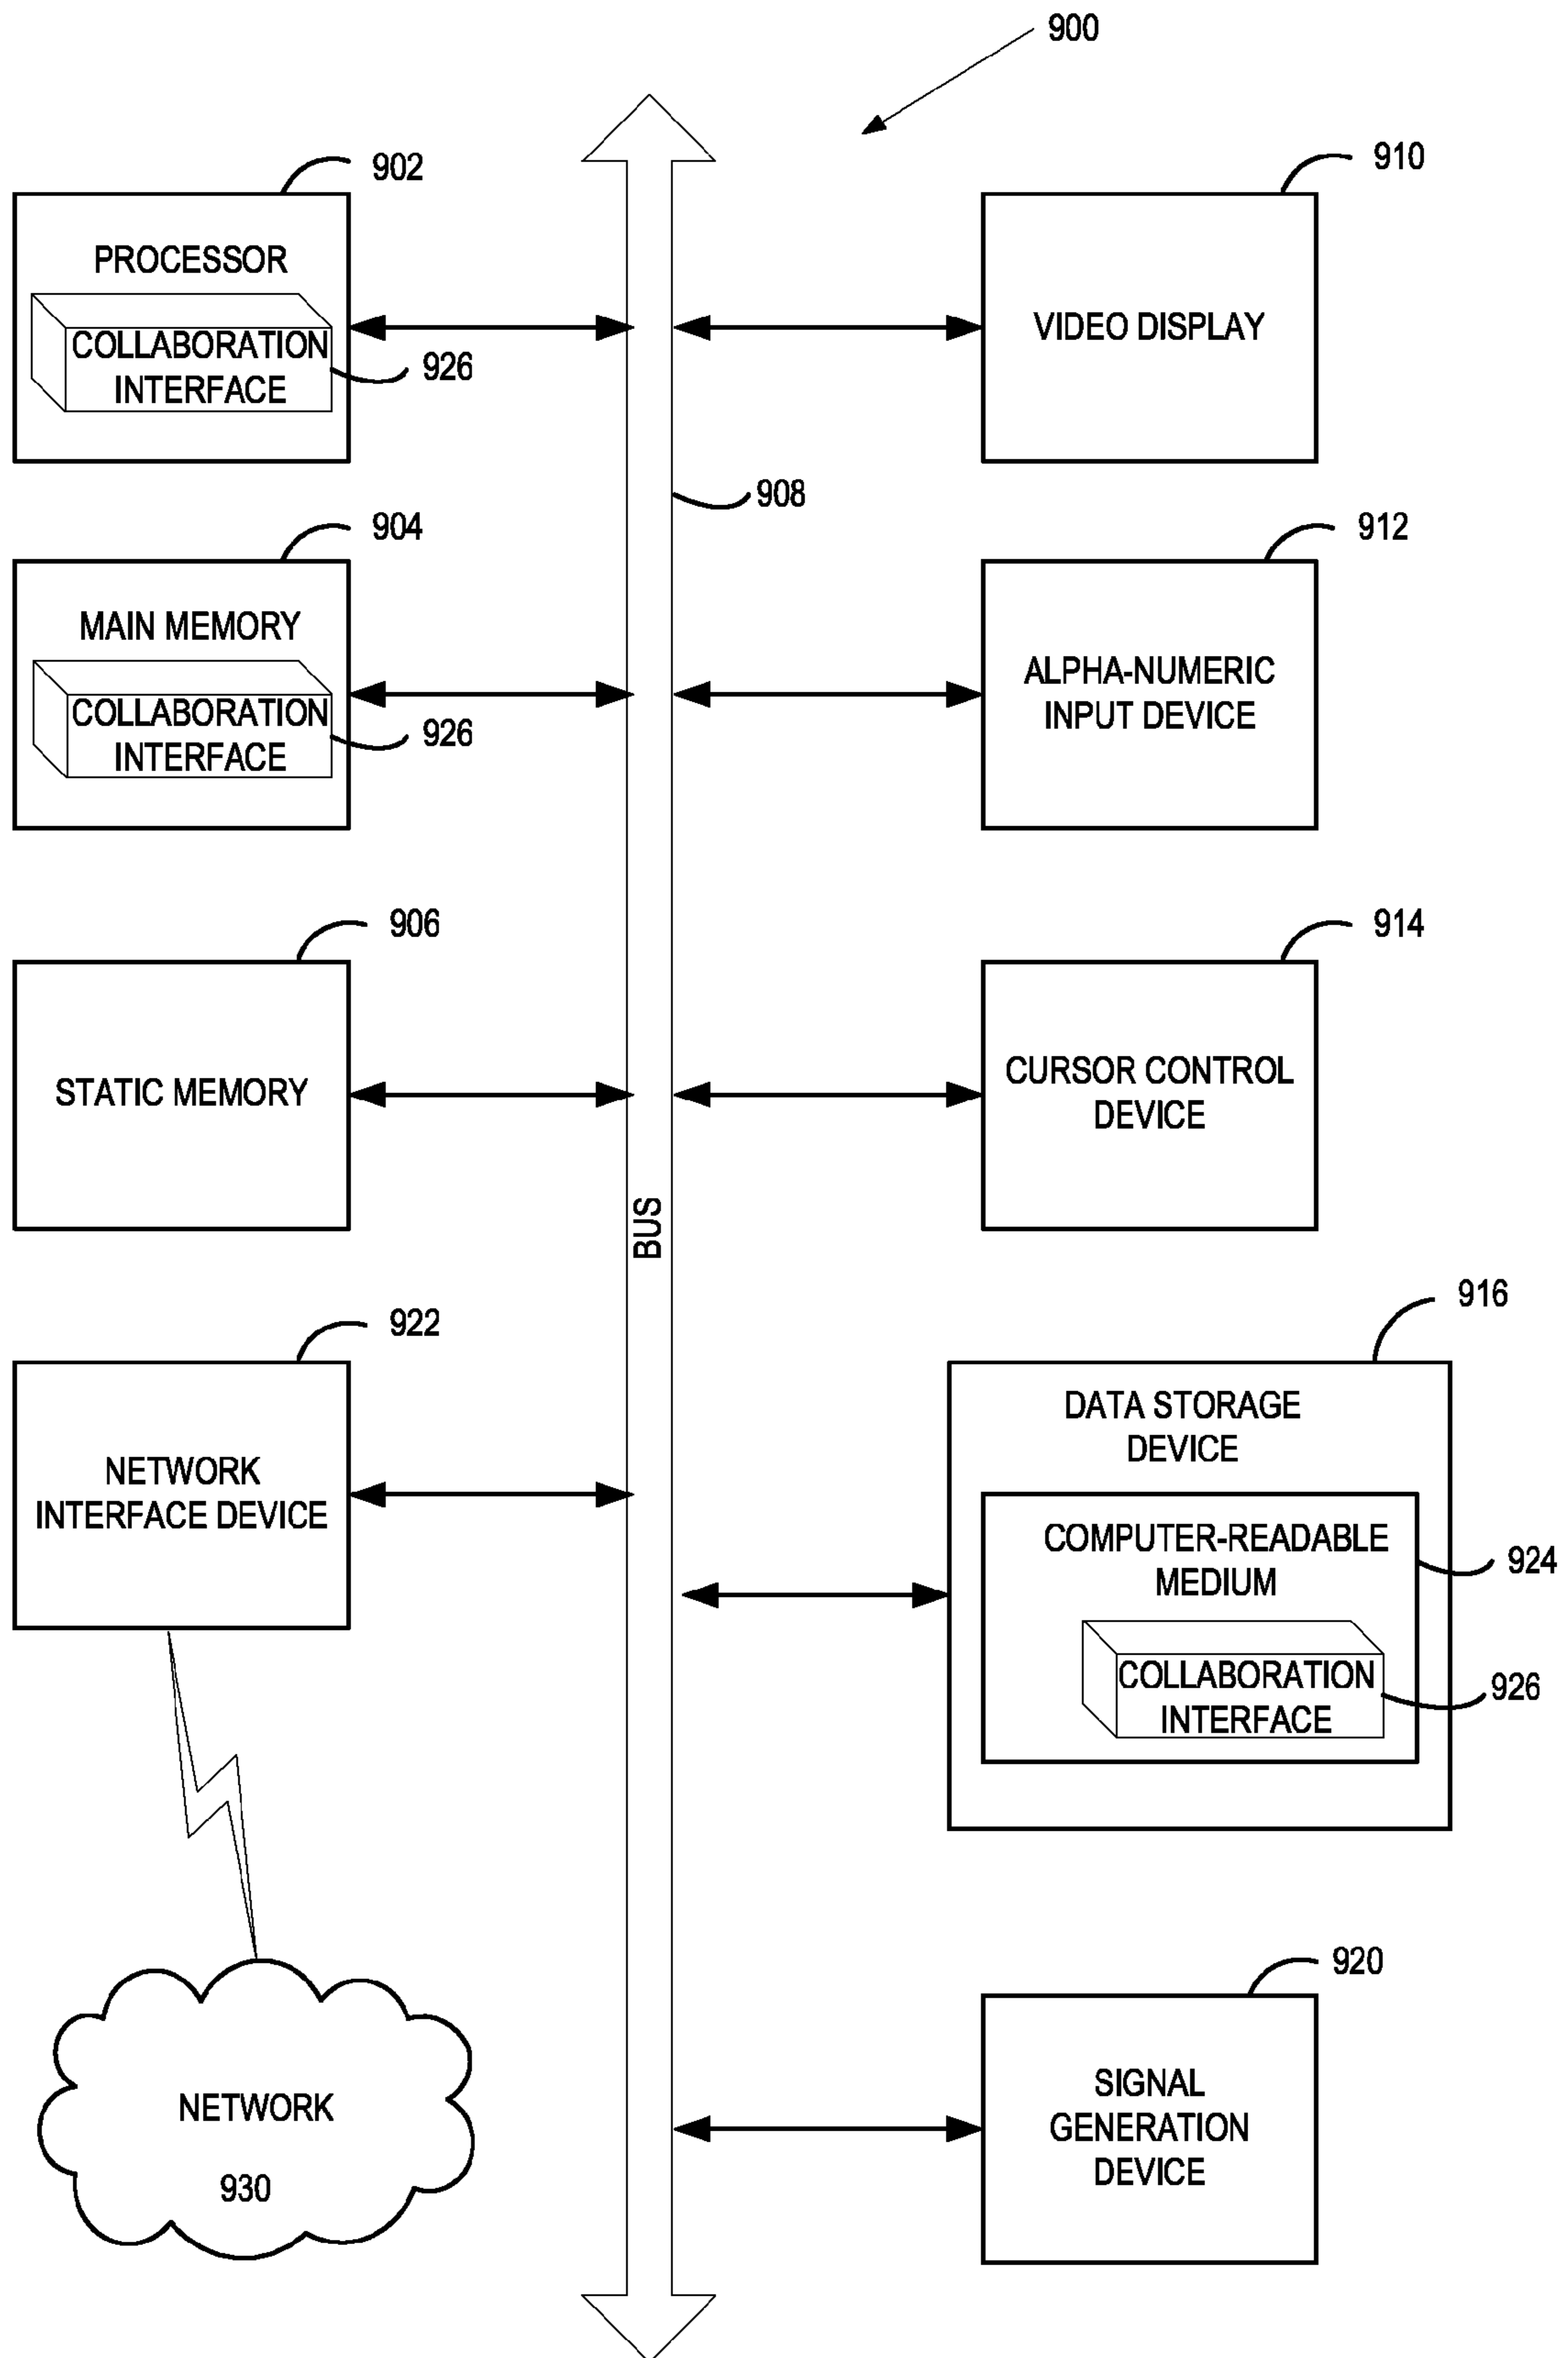 900
902
PROCESSOR
COLLABORATION
INTERFACE
926
904
MAIN MEMORY
COLLABORATION
INTERFACE
926
906
STATIC MEMORY
922
NETWORK
INTERFACE DEVICE
NETWORK
930
908
BUS
910
VIDEO DISPLAY
912
ALPHA-NUMERIC
INPUT DEVICE
914
CURSOR CONTROL
DEVICE
916
DATA STORAGE
DEVICE
COMPUTER-READABLE
MEDIUM
924
COLLABORATION
INTERFACE
926
920
SIGNAL
GENERATION
DEVICE